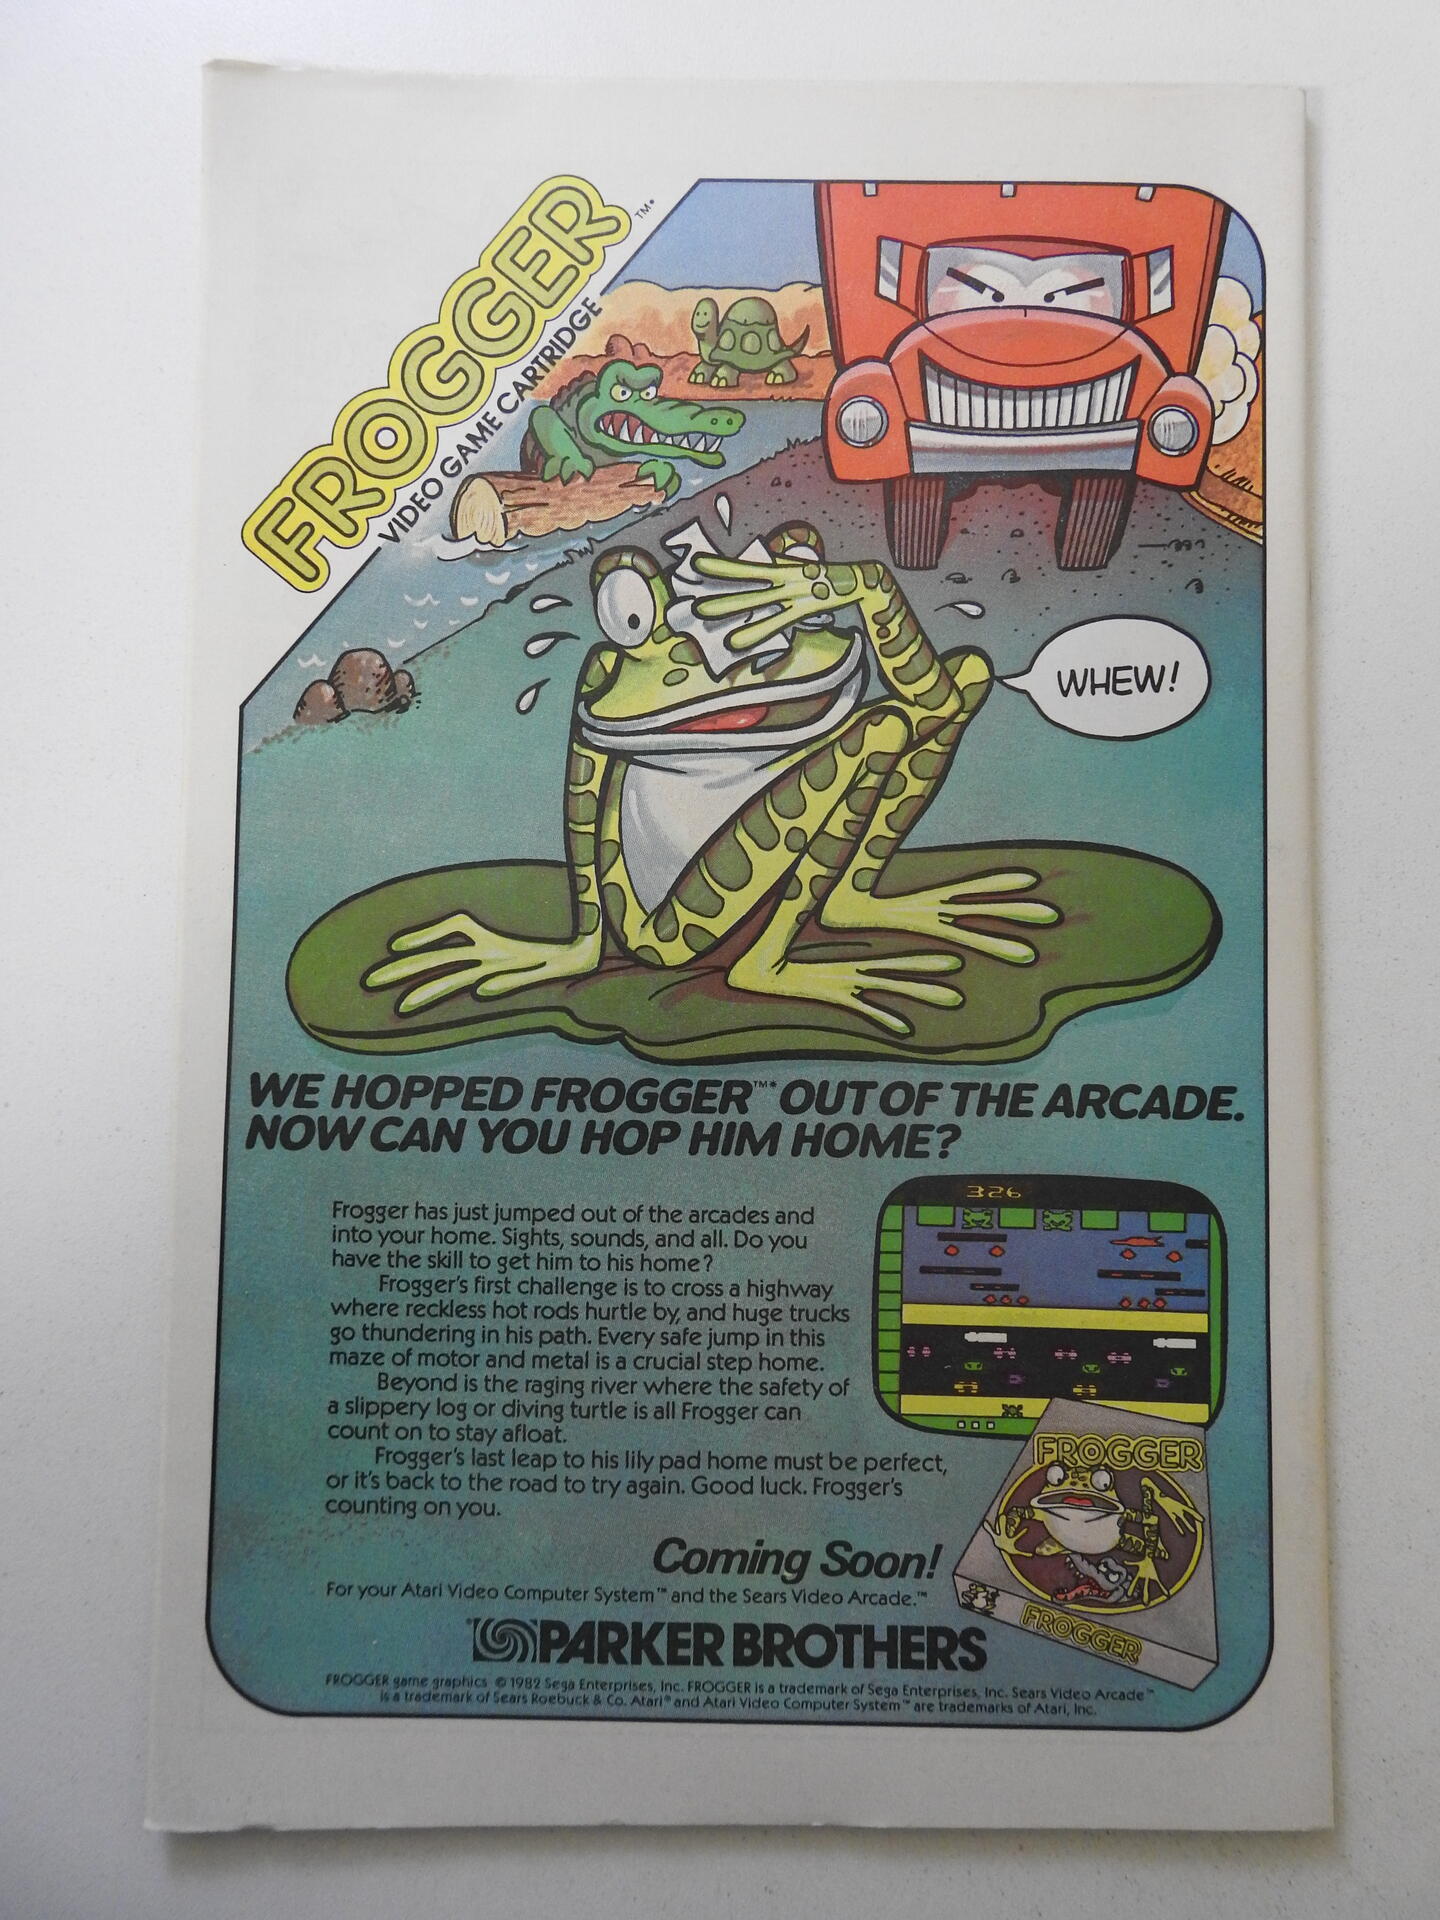 FROGGER™*
VIDEO GAME CARTRIDGE
WHEW!
WE HOPPED FROGGER™* OUT OF THE ARCADE.
NOW CAN YOU HOP HIM HOME?
326
Frogger has just jumped out of the arcades and
into your home. Sights, sounds, and all. Do you
have the skill to get him to his home?
Frogger's first challenge is to cross a highway
where reckless hot rods hurtle by, and huge trucks
go thundering in his path. Every safe jump in this
maze of motor and metal is a crucial step home.
Beyond is the raging river where the safety of
a slippery log or diving turtle is all Frogger can
count on to stay afloat.
Frogger's last leap to his lily pad home must be perfect,
or it's back to the road to try again. Good luck. Frogger's
counting on you.
FROGGER
FROGGER
Coming Soon!
For your Atari Video Computer System™ and the Sears Video Arcade.™
PARKER BROTHERS
FROGGER game graphics © 1982 Sega Enterprises, Inc. FROGGER is a trademark of Sega Enterprises, Inc. Sears Video Arcade™
is a trademark of Sears Roebuck & Co. Atari® and Atari Video Computer System™ are trademarks of Atari, Inc.